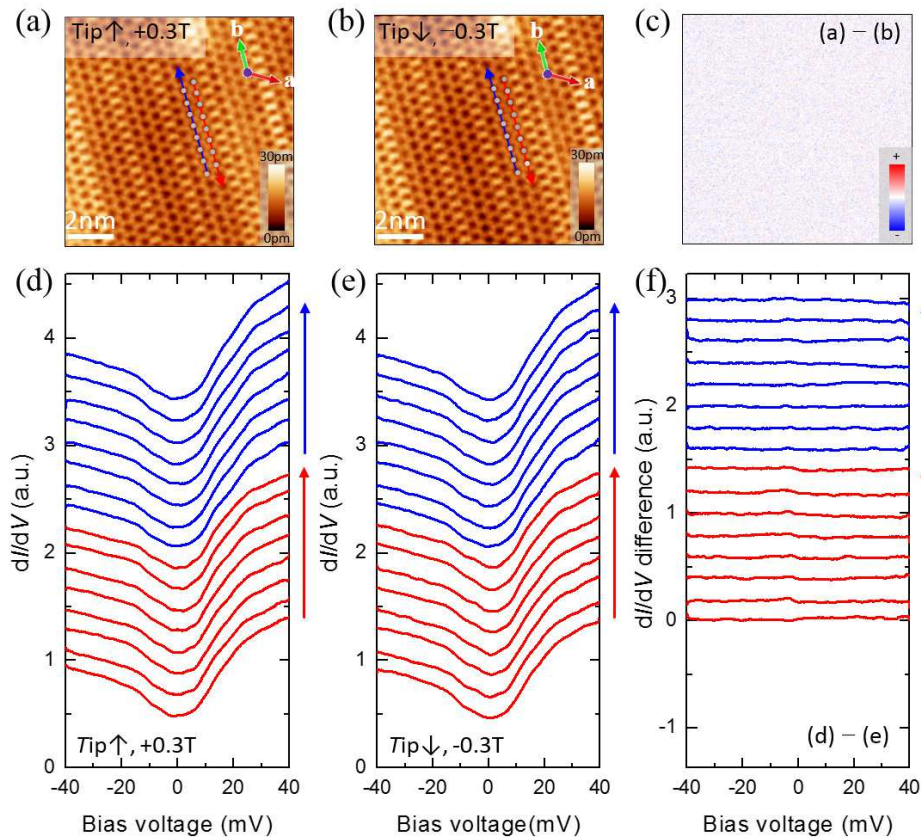 (a)
Tip↑, +0.3T
b
a
30pm
0pm
2nm
(b)
Tip↓, −0.3T
b
a
30pm
0pm
2nm
(c)
(a) − (b)
+
-
(d)
4
3
2
1
0
dI/dV (a.u.)
Tip↑, +0.3T
-40 -20 0 20 40
Bias voltage (mV)
(e)
4
3
2
1
0
dI/dV (a.u.)
Tip↓, -0.3T
-40 -20 0 20 40
Bias voltage(mV)
(f)
3
2
1
0
-1
dI/dV difference (a.u.)
(d) − (e)
-40 -20 0 20 40
Bias voltage (mV)